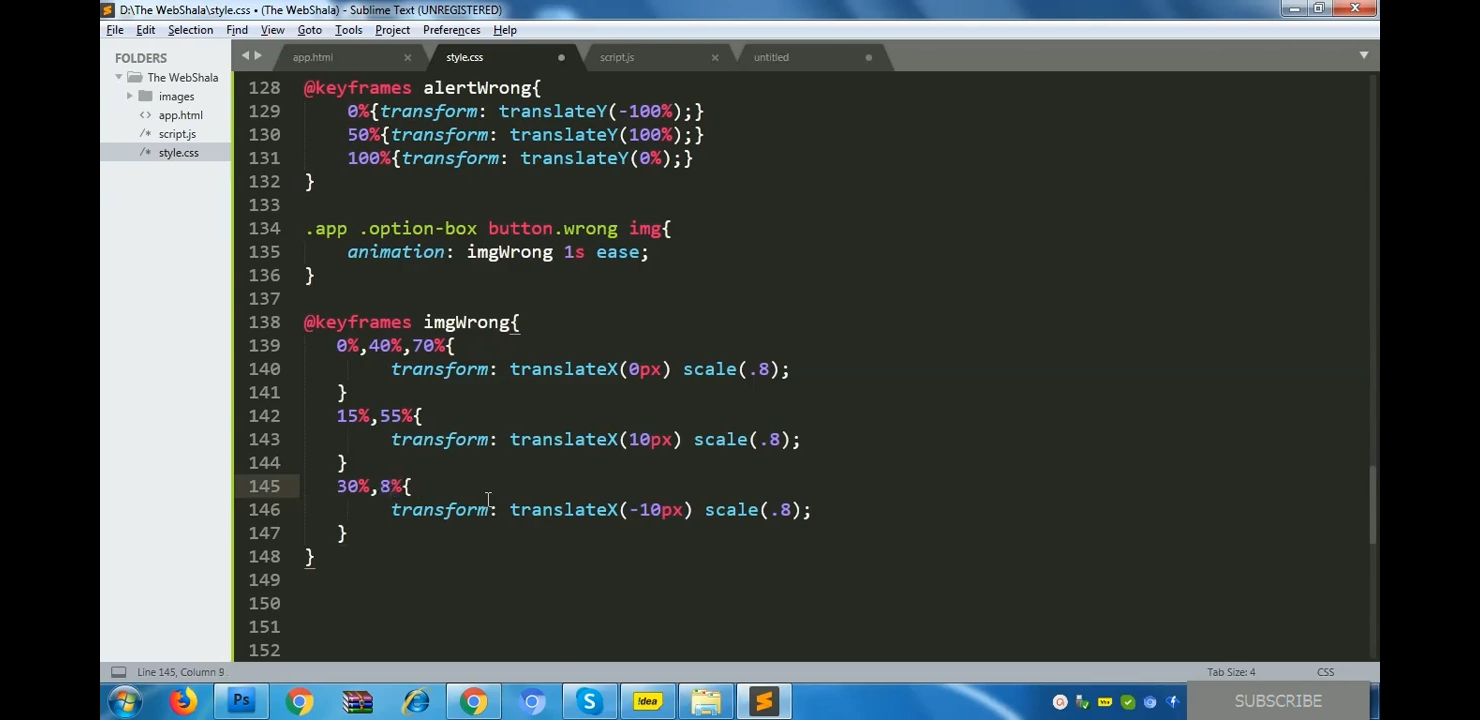 D:\The WebShala\style.css • (The WebShala) - Sublime Text (UNREGISTERED)
File Edit Selection Find View Goto Tools Project Preferences Help
FOLDERS
The WebShala
images
<> app.html
/* script.js
/* style.css
app.html × style.css script.js × untitled
128 @keyframes alertWrong{
129 0%{transform: translateY(-100%);}
130 50%{transform: translateY(100%);}
131 100%{transform: translateY(0%);}
132 }
133
134 .app .option-box button.wrong img{
135 animation: imgWrong 1s ease;
136 }
137
138 @keyframes imgWrong{
139 0%,40%,70%{
140 transform: translateX(0px) scale(.8);
141 }
142 15%,55%{
143 transform: translateX(10px) scale(.8);
144 }
145 30%,8%{
146 transform: translateX(-10px) scale(.8);
147 }
148 }
149
150
151
152
Line 145, Column 9 Tab Size: 4 CSS
Ps !dea SUBSCRIBE